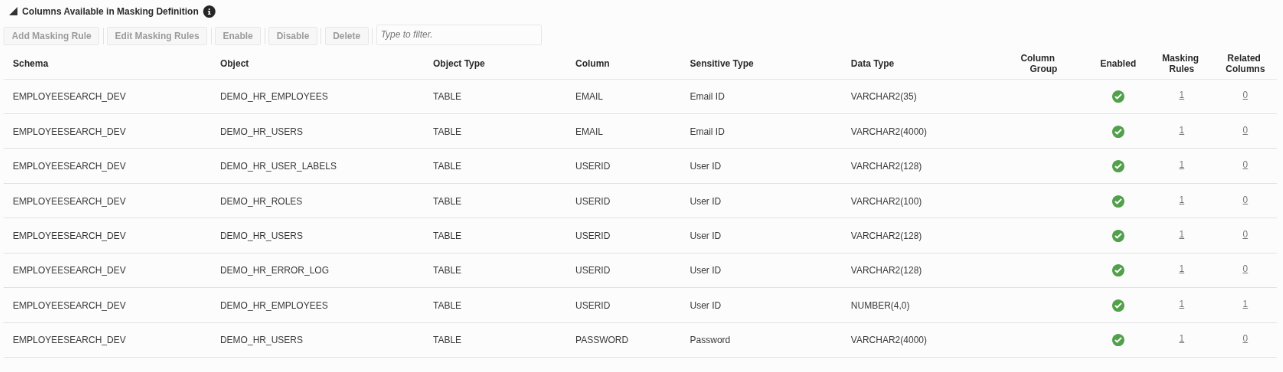 Columns Available in Masking Definition
Add Masking Rule Edit Masking Rules Enable Disable Delete Type to filter.
Schema Object Object Type Column Sensitive Type Data Type Column Group Enabled Masking Rules Related Columns
EMPLOYEESEARCH_DEV DEMO_HR_EMPLOYEES TABLE EMAIL Email ID VARCHAR2(35) 1 0
EMPLOYEESEARCH_DEV DEMO_HR_USERS TABLE EMAIL Email ID VARCHAR2(4000) 1 0
EMPLOYEESEARCH_DEV DEMO_HR_USER_LABELS TABLE USERID User ID VARCHAR2(128) 1 0
EMPLOYEESEARCH_DEV DEMO_HR_ROLES TABLE USERID User ID VARCHAR2(100) 1 0
EMPLOYEESEARCH_DEV DEMO_HR_USERS TABLE USERID User ID VARCHAR2(128) 1 0
EMPLOYEESEARCH_DEV DEMO_HR_ERROR_LOG TABLE USERID User ID VARCHAR2(128) 1 0
EMPLOYEESEARCH_DEV DEMO_HR_EMPLOYEES TABLE USERID User ID NUMBER(4,0) 1 1
EMPLOYEESEARCH_DEV DEMO_HR_USERS TABLE PASSWORD Password VARCHAR2(4000) 1 0